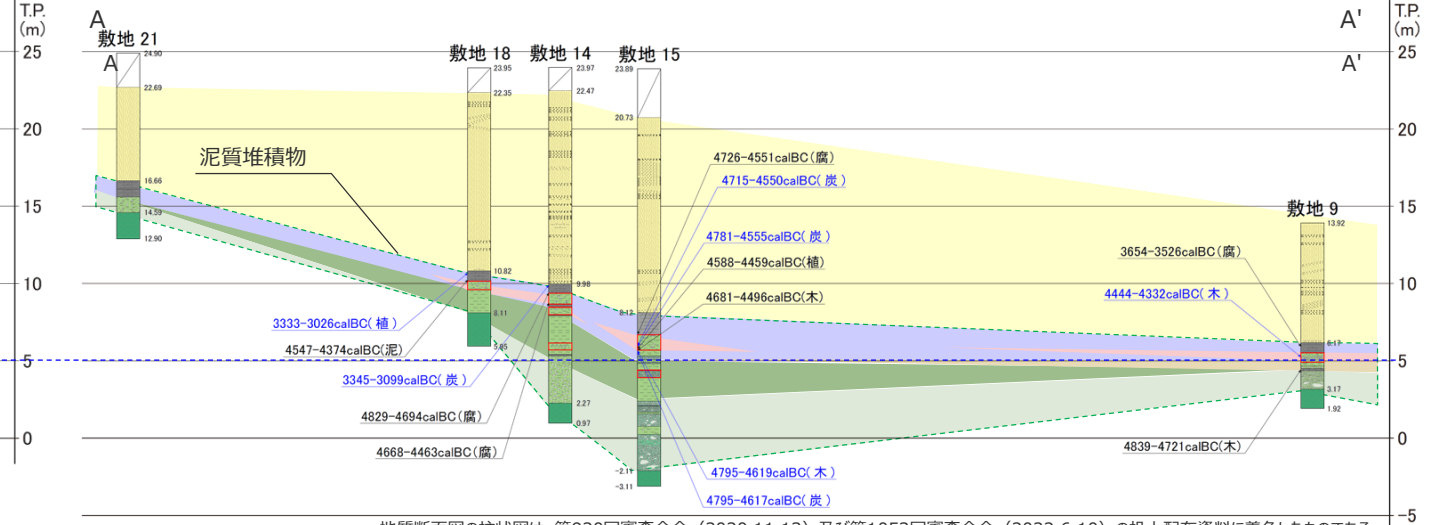 T.P.
(m)
A
A'
T.P.
(m)
敷地 21
敷地 18
敷地 14
敷地 15
A
A'
25
25
24.90
23.95
23.97
23.89
22.69
22.35
22.47
20.73
20
20
泥質堆積物
4726-4551calBC(腐)
4715-4550calBC( 炭 )
16.66
15
15
14.59
敷地 9
13.92
12.90
4781-4555calBC( 炭 )
4588-4459calBC(植)
3654-3526calBC(腐)
10.82
10
10
9.98
4681-4496calBC(木)
4444-4332calBC( 木 )
8.11
8.12
3333-3026calBC( 植 )
4547-4374calBC(泥)
6.17
5
5
3345-3099calBC( 炭 )
3.17
2.27
1.92
4829-4694calBC(腐)
0.97
0
0
4668-4463calBC(腐)
4839-4721calBC(木)
-2.11
4795-4619calBC( 木 )
-3.11
4795-4617calBC( 炭 )
-5